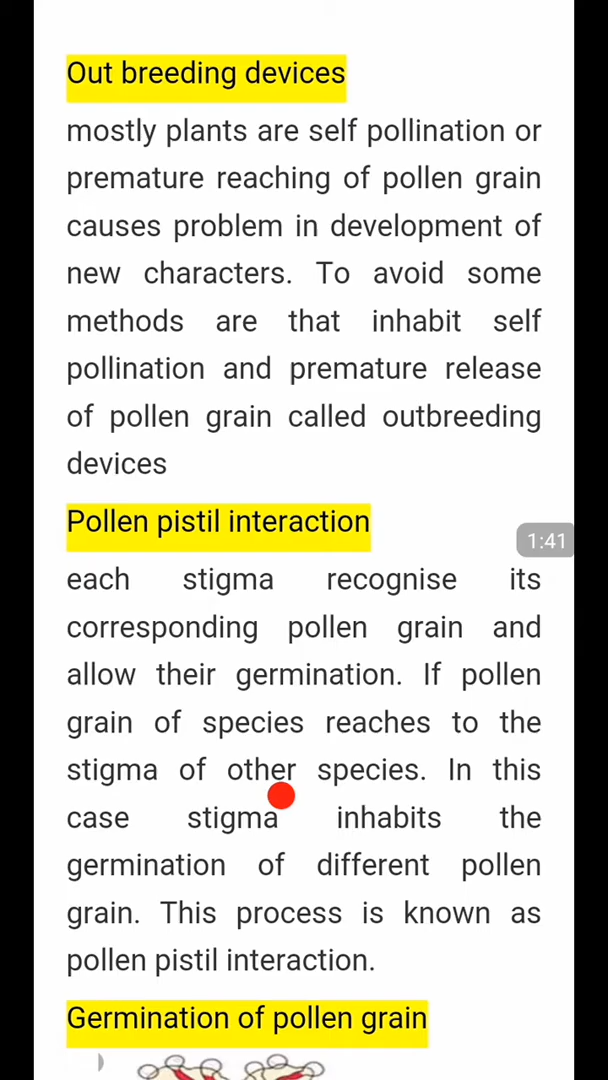 Out breeding devices
mostly plants are self pollination or
premature reaching of pollen grain
causes problem in development of
new characters. To avoid some
methods are that inhabit self
pollination and premature release
of pollen grain called outbreeding
devices
Pollen pistil interaction
1:41
each stigma recognise its
corresponding pollen grain and
allow their germination. If pollen
grain of species reaches to the
stigma of other species. In this
case stigma inhabits the
germination of different pollen
grain. This process is known as
pollen pistil interaction.
Germination of pollen grain